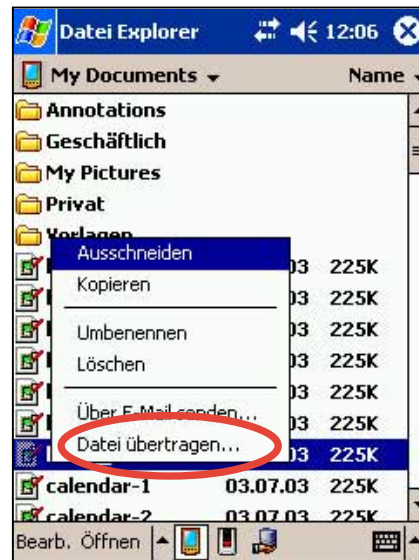 Datei Explorer 12:06
My Documents Name
Annotations
Geschäftlich
My Pictures
Privat
Vorlagen
Ausschneiden
03 225K
Kopieren
03 225K
Umbenennen
03 225K
Löschen
03 225K
03 225K
Über E-Mail senden...
03 225K
Datei übertragen...
03 225K
calendar-1 03.07.03 225K
calendar-2 03.07.03 225K
Bearb. Öffnen